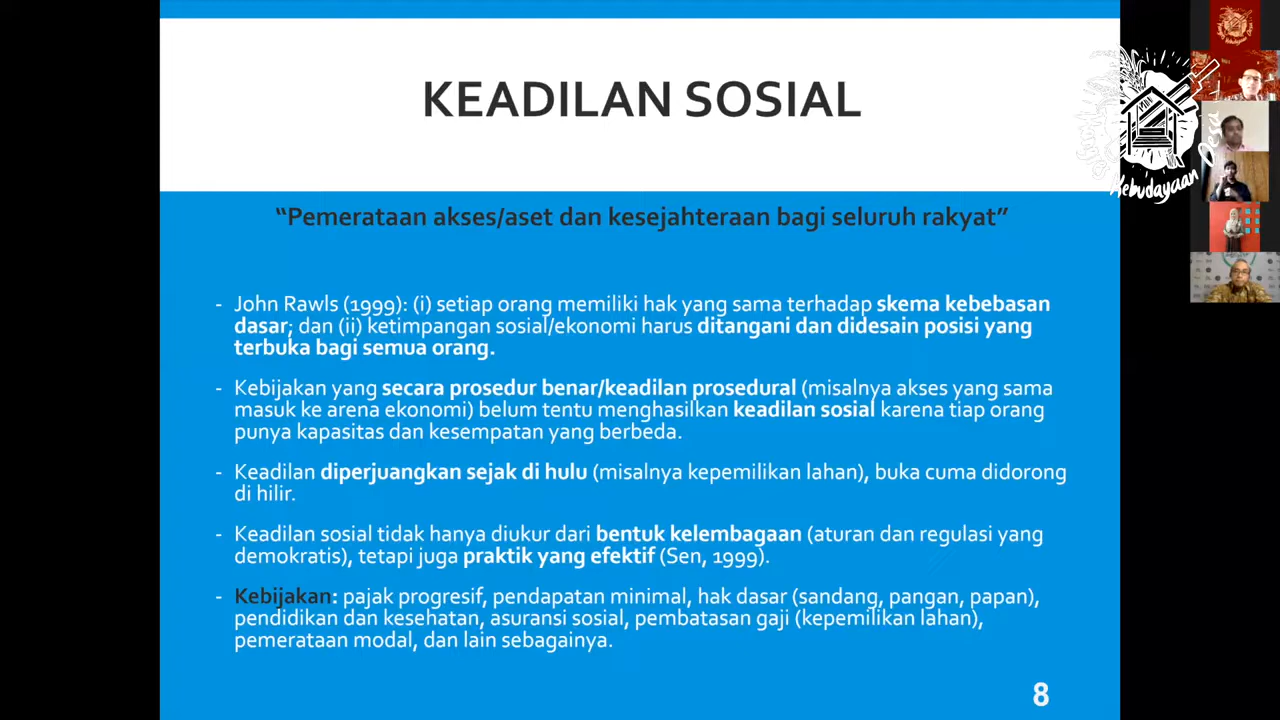 KEADILAN SOSIAL
“Pemerataan akses/aset dan kesejahteraan bagi seluruh rakyat”
- John Rawls (1999): (i) setiap orang memiliki hak yang sama terhadap skema kebebasan
dasar; dan (ii) ketimpangan sosial/ekonomi harus ditangani dan didesain posisi yang
terbuka bagi semua orang.
- Kebijakan yang secara prosedur benar/keadilan prosedural (misalnya akses yang sama
masuk ke arena ekonomi) belum tentu menghasilkan keadilan sosial karena tiap orang
punya kapasitas dan kesempatan yang berbeda.
- Keadilan diperjuangkan sejak di hulu (misalnya kepemilikan lahan), buka cuma didorong
di hilir.
- Keadilan sosial tidak hanya diukur dari bentuk kelembagaan (aturan dan regulasi yang
demokratis), tetapi juga praktik yang efektif (Sen, 1999).
- Kebijakan: pajak progresif, pendapatan minimal, hak dasar (sandang, pangan, papan),
pendidikan dan kesehatan, asuransi sosial, pembatasan gaji (kepemilikan lahan),
pemerataan modal, dan lain sebagainya.
8
Kebudayaan Desa